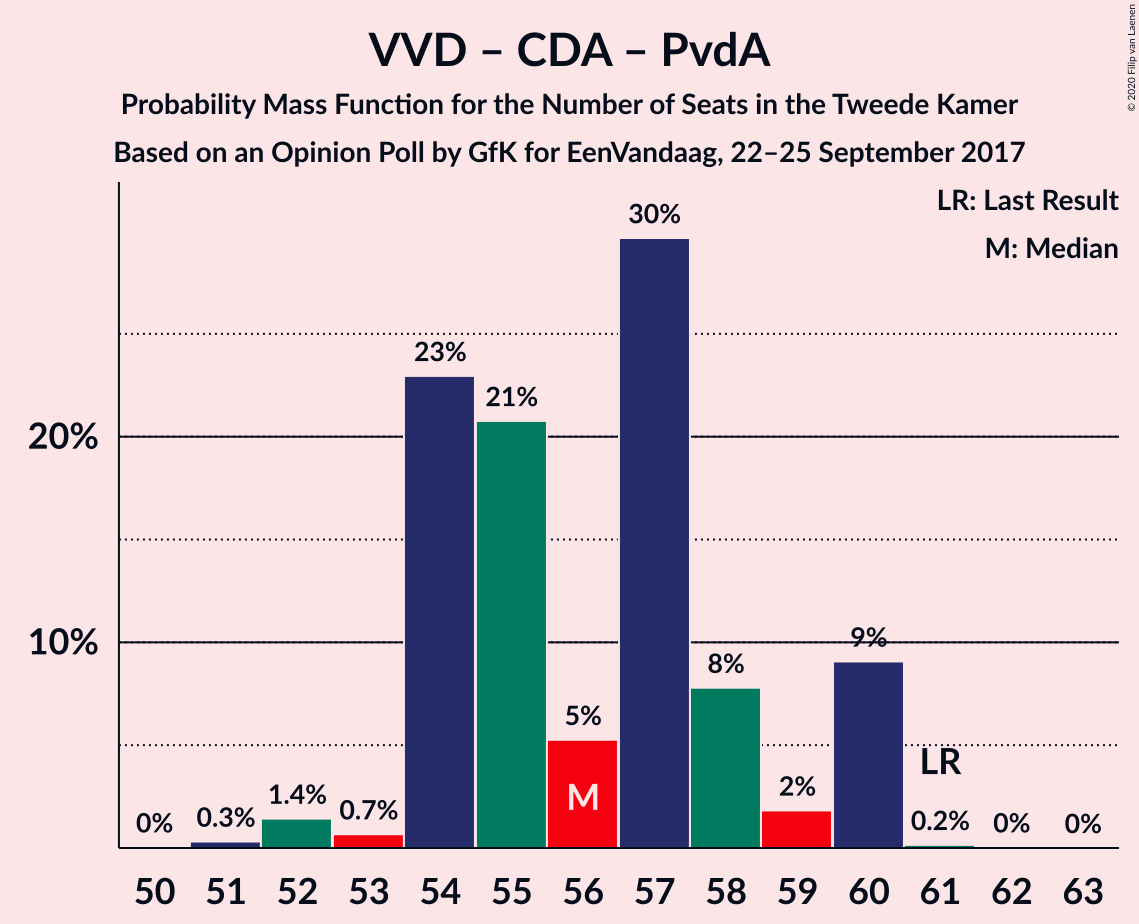 © 2020 Filip van Laenen
VVD – CDA – PvdA
Probability Mass Function for the Number of Seats in the Tweede Kamer
Based on an Opinion Poll by GfK for EenVandaag, 22–25 September 2017
LR: Last Result
M: Median
20%
10%
0%
0.3%
1.4%
0.7%
23%
21%
5%
30%
8%
2%
9%
0.2%
0%
0%
M
LR
50 51 52 53 54 55 56 57 58 59 60 61 62 63